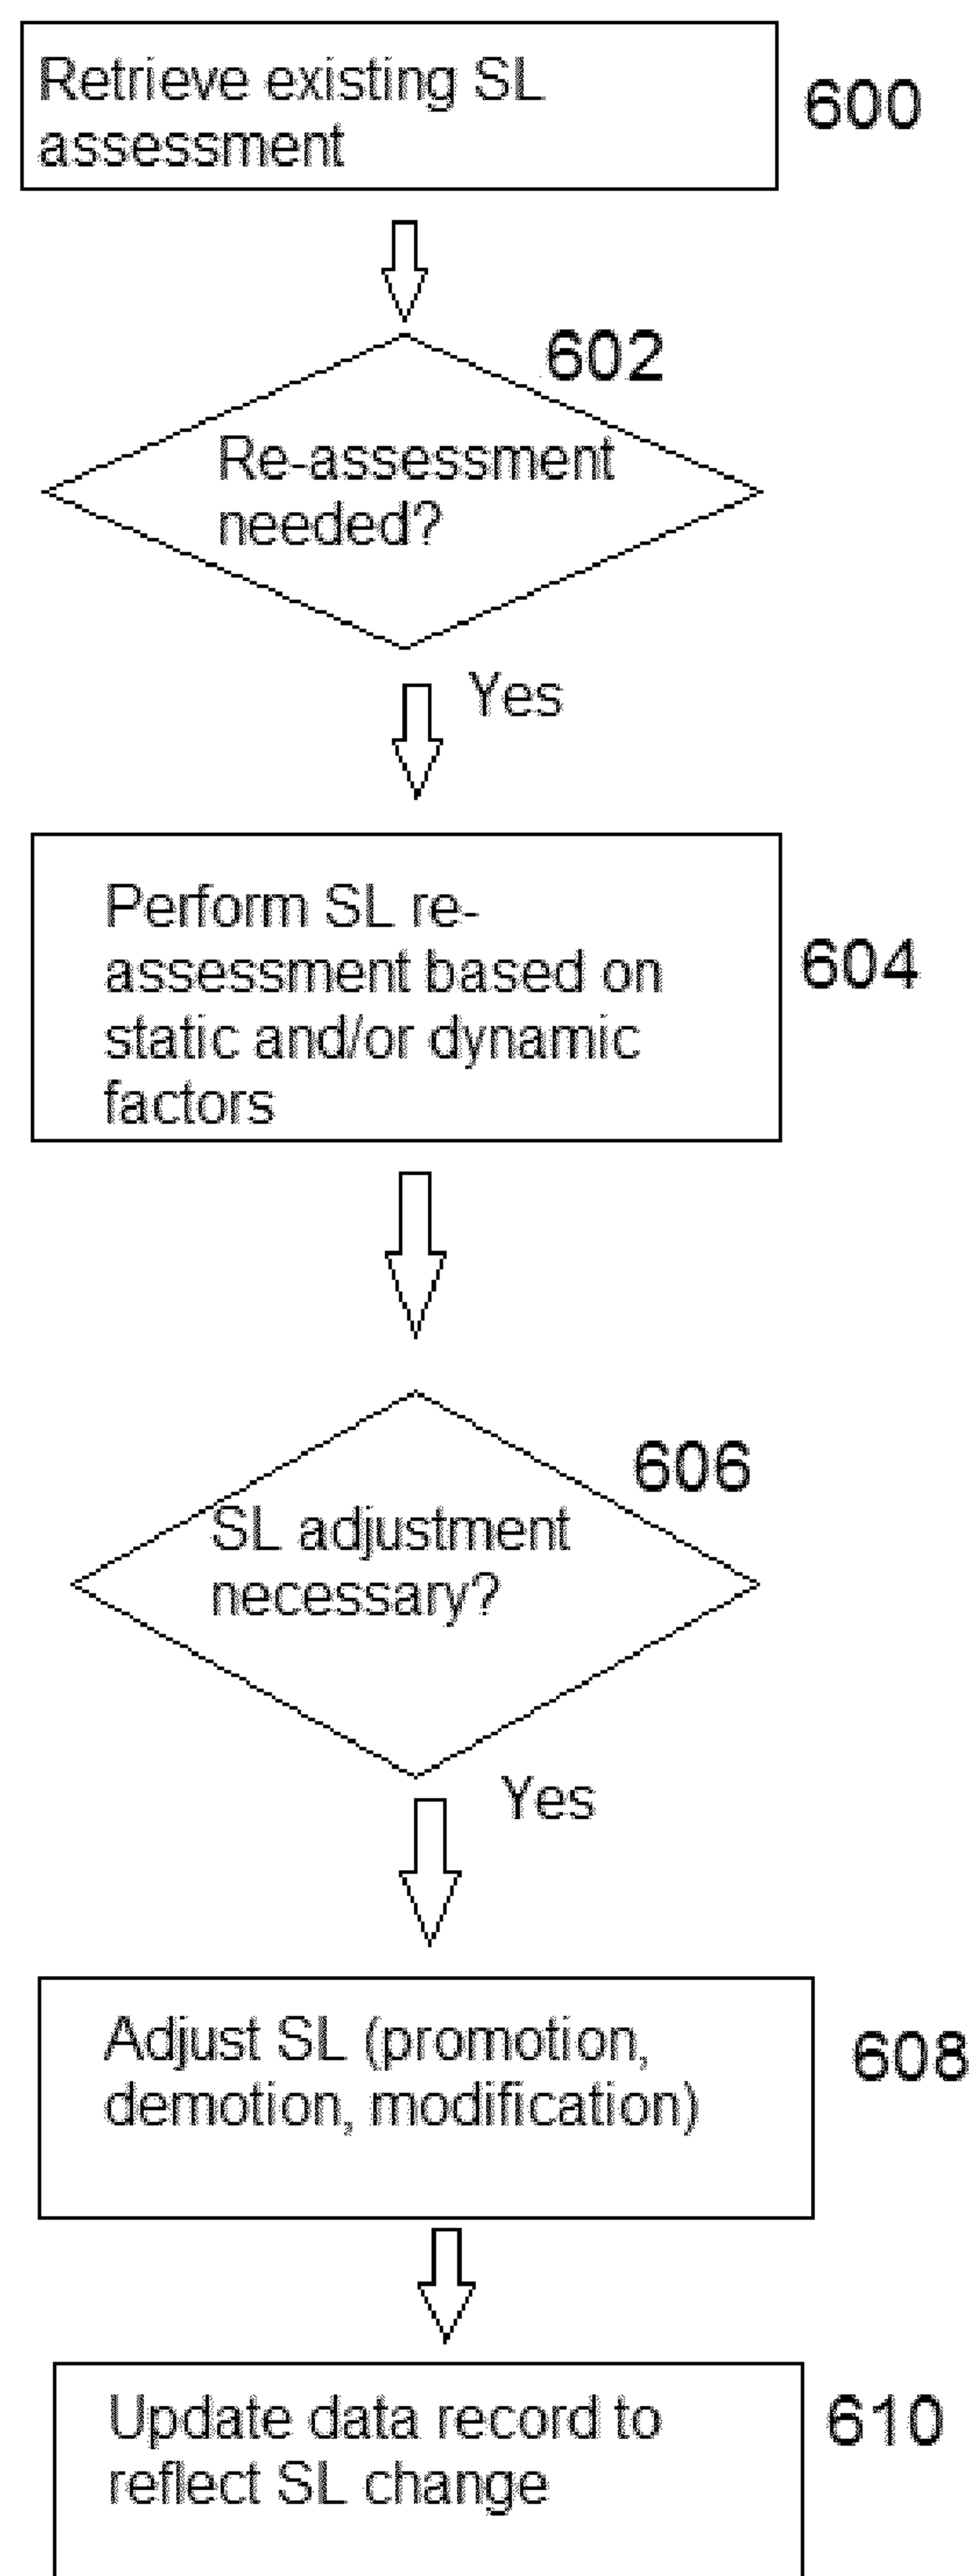 Retrieve existing SL
assessment
600
602
Re-assessment
needed?
Yes
Perform SL re-
assessment based on
static and/or dynamic
factors
604
606
SL adjustment
necessary?
Yes
Adjust SL (promotion,
demotion, modification)
608
Update data record to
reflect SL change
610